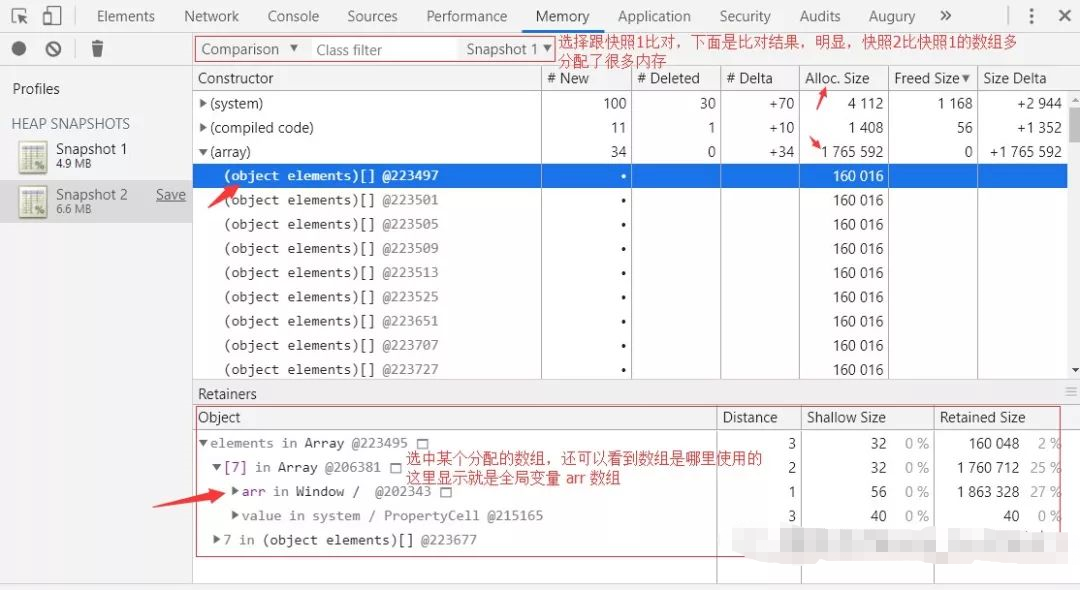 Elements Network Console Sources Performance Memory Application Security Audits Augury »
Comparison ▼ Class filter Snapshot 1 ▼
选择跟快照1比对，下面是比对结果，明显，快照2比快照1的数组多
分配了很多内存
Profiles
HEAP SNAPSHOTS
Snapshot 1
4.9 MB
Snapshot 2 Save
6.6 MB
Constructor # New # Deleted # Delta Alloc. Size Freed Size▼ Size Delta
▶(system) 100 30 +70 4 112 1 168 +2 944
▶(compiled code) 11 1 +10 1 408 56 +1 352
▼(array) 34 0 +34 1 765 592 0 +1 765 592
(object elements)[] @223497 • 160 016
(object elements)[] @223501 • 160 016
(object elements)[] @223505 • 160 016
(object elements)[] @223509 • 160 016
(object elements)[] @223513 • 160 016
(object elements)[] @223525 • 160 016
(object elements)[] @223651 • 160 016
(object elements)[] @223707 • 160 016
(object elements)[] @223727 • 160 016
Retainers
Object Distance Shallow Size Retained Size
▼elements in Array @223495 3 32 0 % 160 048 2 %
▼[7] in Array @206381 2 32 0 % 1 760 712 25 %
选中某个分配的数组，还可以看到数组是哪里使用的
这里显示就是全局变量 arr 数组
▶arr in Window / @202343 1 56 0 % 1 863 328 27 %
▶value in system / PropertyCell @215165 3 40 0 % 40 0 %
▶7 in (object elements)[] @223677